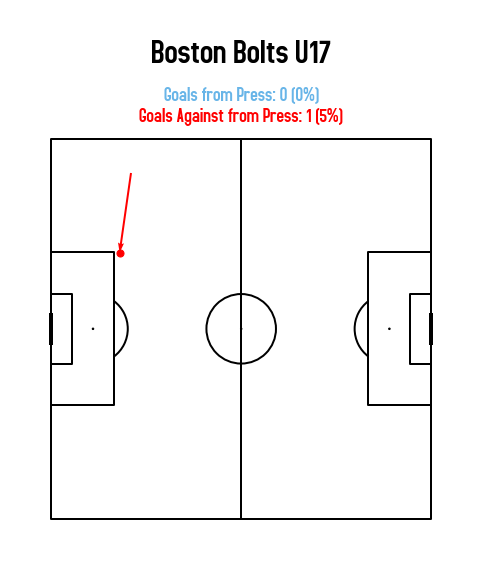 Boston Bolts U17
Goals from Press: 0 (0%)
Goals Against from Press: 1 (5%)